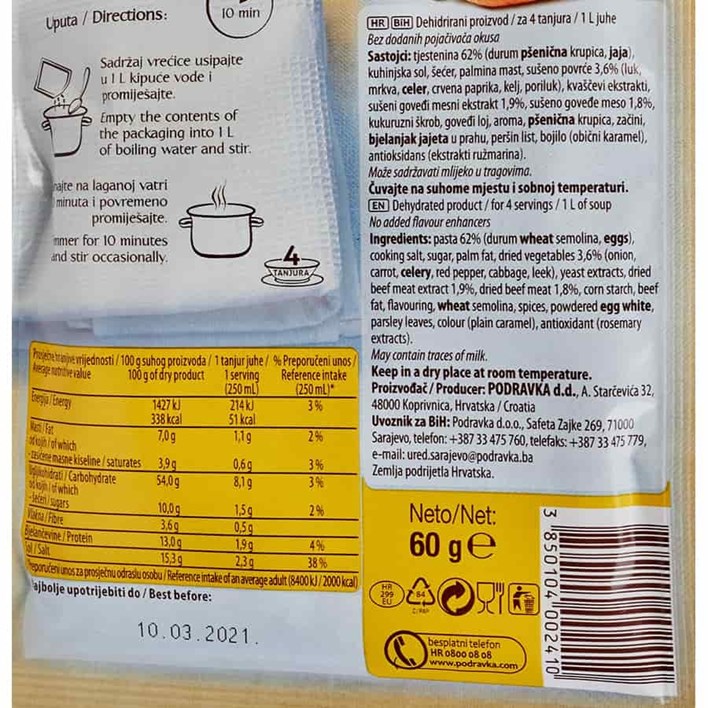 Uputa / Directions:
10 min
Sadržaj vrećice usipajte
u 1 L kipuće vode i
promiješajte.
Empty the contents of
the packaging into 1 L
of boiling water and stir.
na laganoj vatri
minuta i povremeno
promiješajte.
for 10 minutes
and stir occasionally.
4
TANJURA
Prosječne hranjive vrijednosti / 100 g suhog proizvoda / 1 tanjur juhe / % Preporučeni unos /
Average nutritive value 100 g of dry product 1 serving Reference intake
(250 mL) (250 mL)*
Energija / Energy 1427 kJ 214 kJ 3 %
338 kcal 51 kcal
Masti / Fat 7,0 g 1,1 g 2 %
od kojih / of which
- zasićene masne kiseline / saturates 3,9 g 0,6 g 3 %
Ugljikohidrati / Carbohydrate 54,0 g 8,1 g 3 %
od kojih / of which
- šećeri / sugars 10,0 g 1,5 g 2 %
Vlakna / Fibre 3,6 g 0,5 g
Bjelančevine / Protein 13,0 g 1,9 g 4 %
Sol / Salt 15,3 g 2,3 g 38 %
unos za prosječnu odraslu osobu / Reference intake of an average adult (8400 kJ / 2000 kcal)
ajbolje upotrijebiti do / Best before:
10.03.2021.
HR BiH Dehidrirani proizvod / za 4 tanjura / 1 L juhe
Bez dodanih pojačivača okusa
Sastojci: tjestenina 62% (durum pšenična krupica, jaja),
kuhinjska sol, šećer, palmina mast, sušeno povrće 3,6% (luk,
mrkva, celer, crvena paprika, kelj, poriluk), kvaščevi ekstrakti,
sušeni goveđi mesni ekstrakt 1,9%, sušeno goveđe meso 1,8%,
kukuruzni škrob, goveđi loj, aroma, pšenična krupica, začini,
bjelanjak jajeta u prahu, peršin list, bojilo (obični karamel),
antioksidans (ekstrakti ružmarina).
Može sadržavati mlijeko u tragovima.
Čuvajte na suhome mjestu i sobnoj temperaturi.
EN Dehydrated product / for 4 servings / 1 L of soup
No added flavour enhancers
Ingredients: pasta 62% (durum wheat semolina, eggs),
cooking salt, sugar, palm fat, dried vegetables 3,6% (onion,
carrot, celery, red pepper, cabbage, leek), yeast extracts, dried
beef meat extract 1,9%, dried beef meat 1,8%, corn starch, beef
fat, flavouring, wheat semolina, spices, powdered egg white,
parsley leaves, colour (plain caramel), antioxidant (rosemary
extracts).
May contain traces of milk.
Keep in a dry place at room temperature.
Proizvođač / Producer: PODRAVKA d.d., A. Starčevića 32,
48000 Koprivnica, Hrvatska / Croatia
Uvoznik za BiH: Podravka d.o.o., Safeta Zajke 269, 71000
Sarajevo, telefon: +387 33 475 760, telefaks: +387 33 475 779,
e-mail: ured.sarajevo@podravka.ba
Zemlja podrijetla Hrvatska.
Neto/Net:
60 g e
HR
299
EU
84
C/PAP
besplatni telefon
HR 0800 08 08
www.podravka.com
3 850104 002410